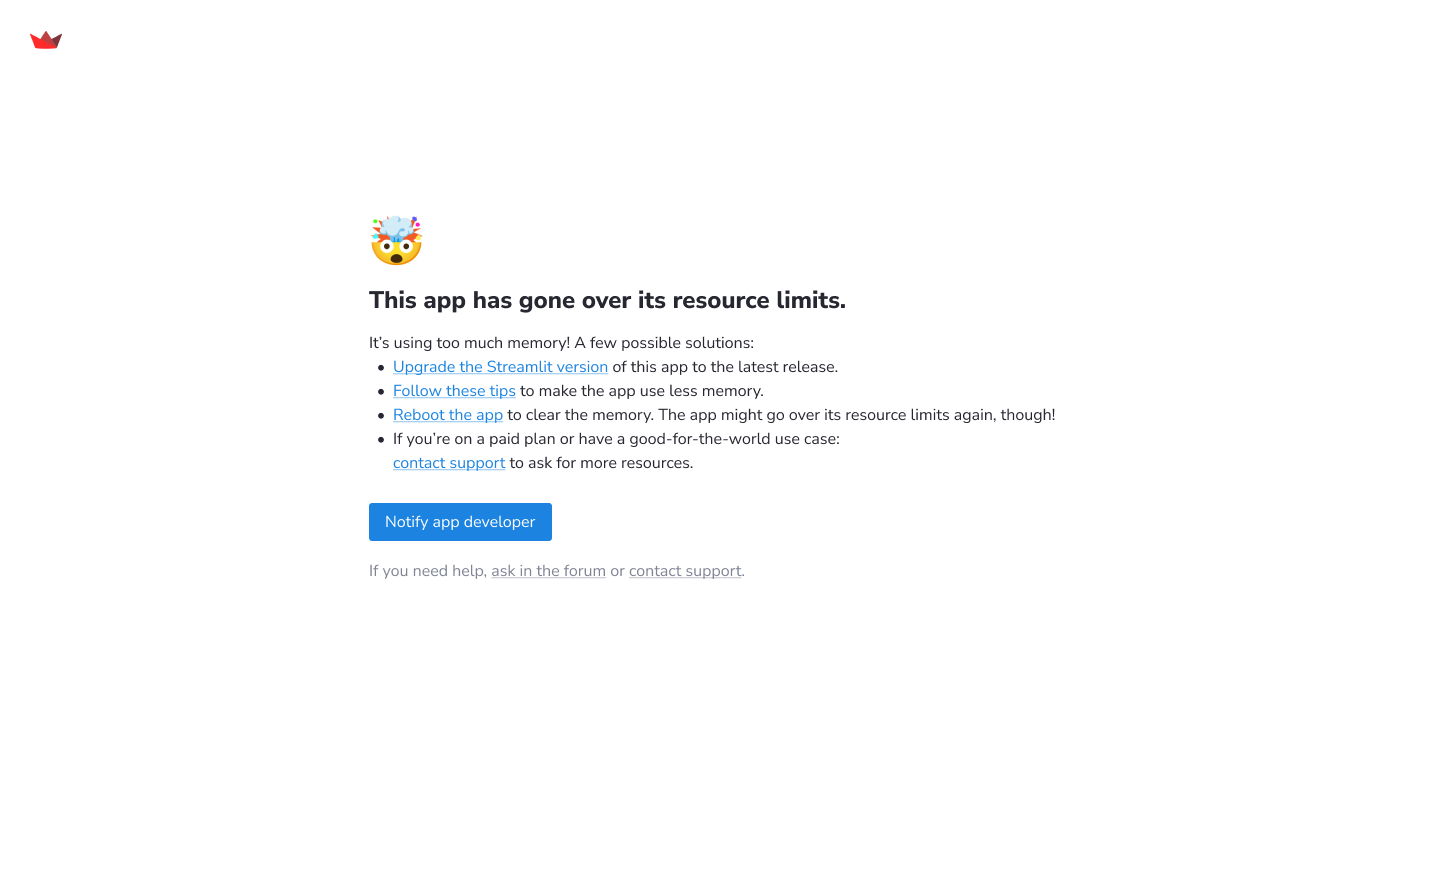 This app has gone over its resource limits.
It’s using too much memory! A few possible solutions:
• Upgrade the Streamlit version of this app to the latest release.
• Follow these tips to make the app use less memory.
• Reboot the app to clear the memory. The app might go over its resource limits again, though!
• If you’re on a paid plan or have a good-for-the-world use case:
contact support to ask for more resources.
Notify app developer
If you need help, ask in the forum or contact support.